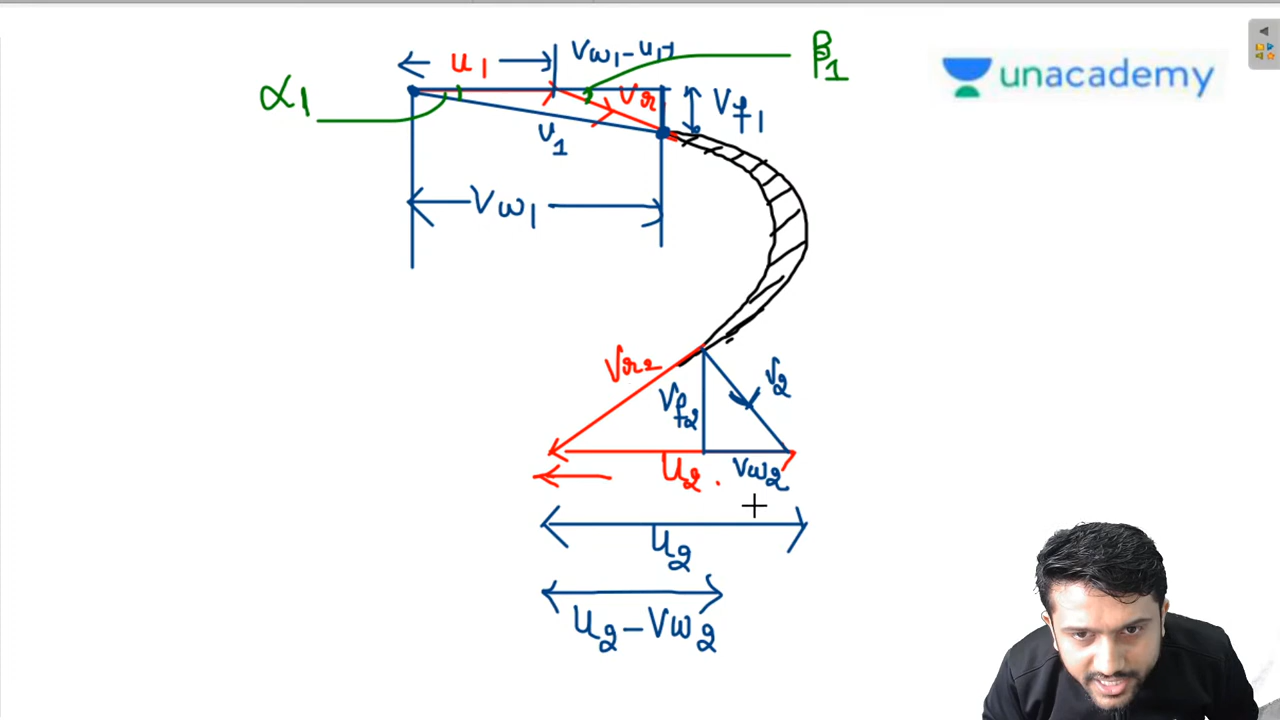 u₁
Vw₁-u₁
β₁
unacademy
α₁
Vr
Vf₁
v₁
Vw₁
Vr₂
Vf₂
V₂
U₂.
Vw₂
U₂
U₂-Vw₂